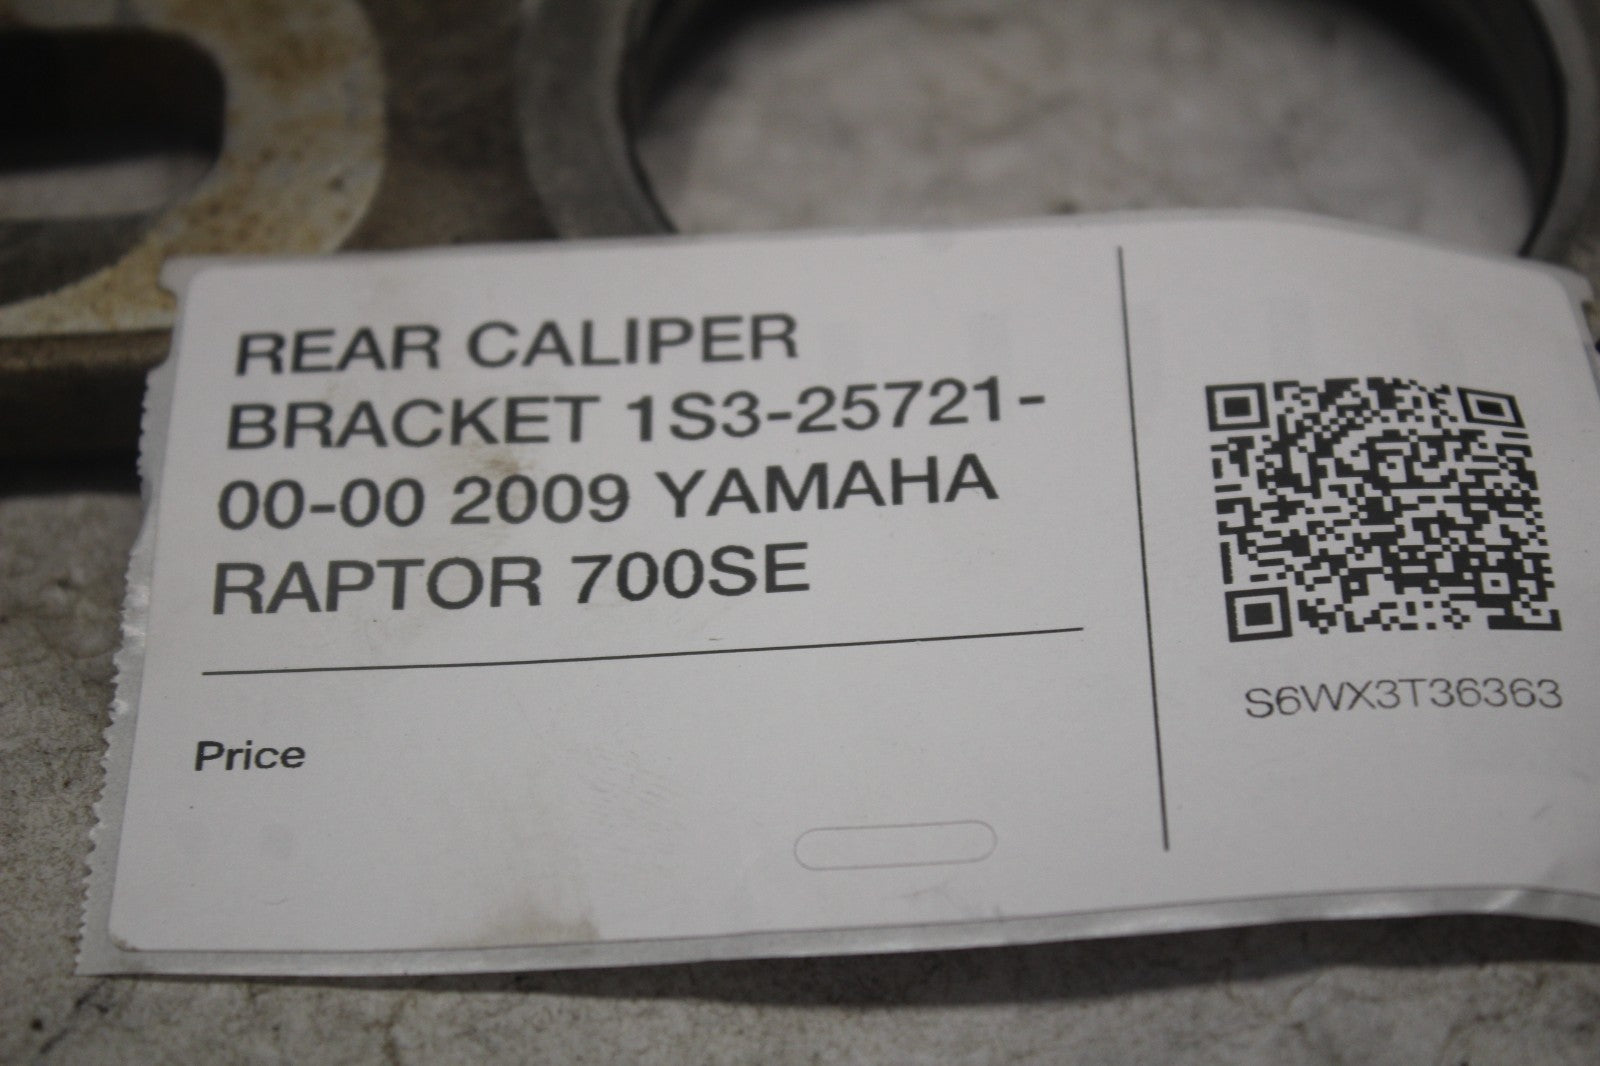 REAR CALIPER
BRACKET 1S3-25721-
00-00 2009 YAMAHA
RAPTOR 700SE
Price
S6WX3T36363